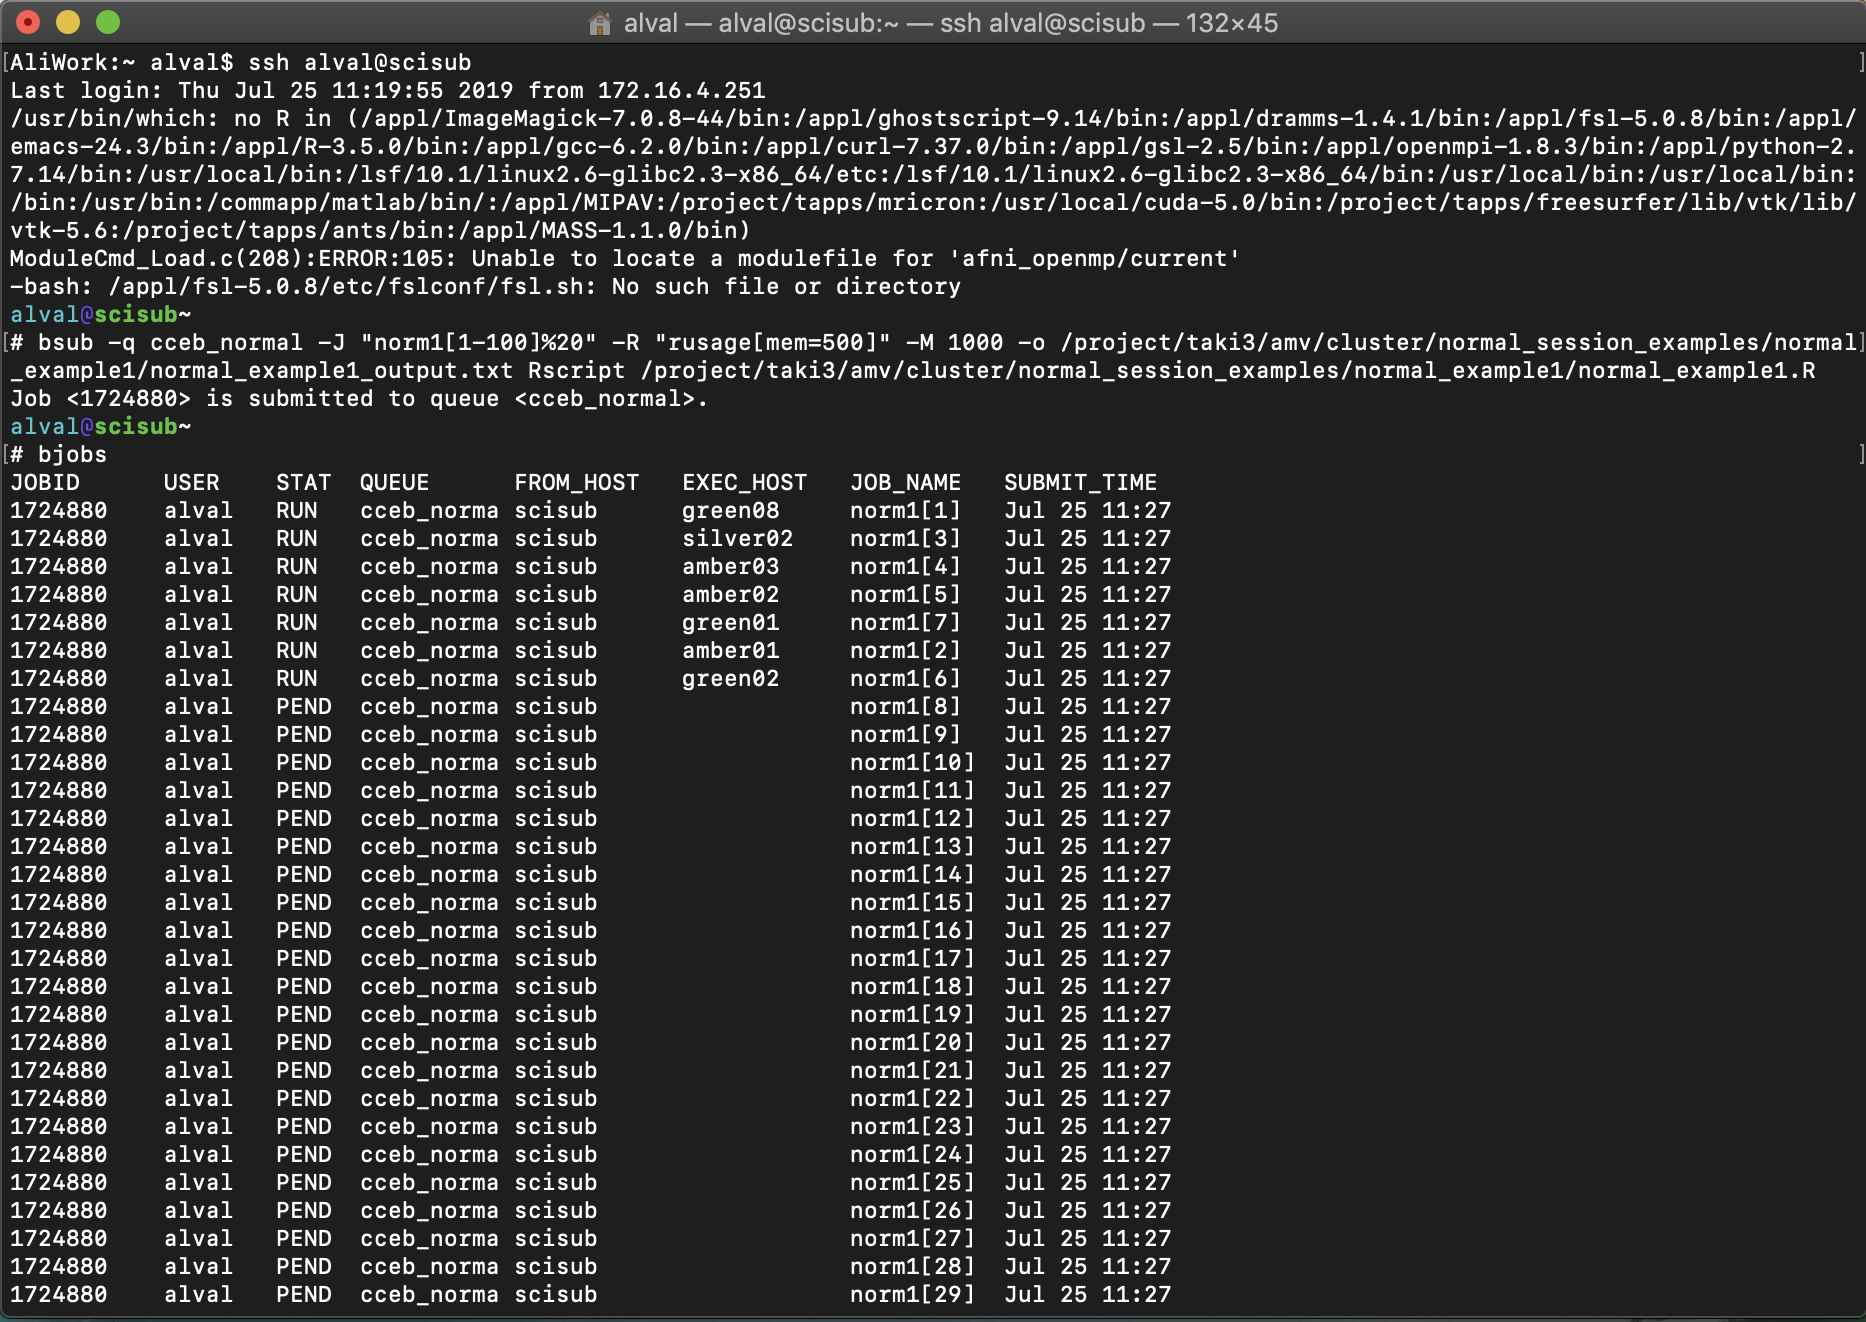 alval — alval@scisub:~ — ssh alval@scisub — 132×45
[AliWork:~ alval$ ssh alval@scisub ]
Last login: Thu Jul 25 11:19:55 2019 from 172.16.4.251
/usr/bin/which: no R in (/appl/ImageMagick-7.0.8-44/bin:/appl/ghostscript-9.14/bin:/appl/dramms-1.4.1/bin:/appl/fsl-5.0.8/bin:/appl/
emacs-24.3/bin:/appl/R-3.5.0/bin:/appl/gcc-6.2.0/bin:/appl/curl-7.37.0/bin:/appl/gsl-2.5/bin:/appl/openmpi-1.8.3/bin:/appl/python-2.
7.14/bin:/usr/local/bin:/lsf/10.1/linux2.6-glibc2.3-x86_64/etc:/lsf/10.1/linux2.6-glibc2.3-x86_64/bin:/usr/local/bin:/usr/local/bin:
/bin:/usr/bin:/commapp/matlab/bin/:/appl/MIPAV:/project/tapps/mricron:/usr/local/cuda-5.0/bin:/project/tapps/freesurfer/lib/vtk/lib/
vtk-5.6:/project/tapps/ants/bin:/appl/MASS-1.1.0/bin)
ModuleCmd_Load.c(208):ERROR:105: Unable to locate a modulefile for 'afni_openmp/current'
-bash: /appl/fsl-5.0.8/etc/fslconf/fsl.sh: No such file or directory
alval@scisub~
[# bsub -q cceb_normal -J "norm1[1-100]%20" -R "rusage[mem=500]" -M 1000 -o /project/taki3/amv/cluster/normal_session_examples/normal]
_example1/normal_example1_output.txt Rscript /project/taki3/amv/cluster/normal_session_examples/normal_example1/normal_example1.R
Job <1724880> is submitted to queue <cceb_normal>.
alval@scisub~
[# bjobs ]
JOBID USER STAT QUEUE FROM_HOST EXEC_HOST JOB_NAME SUBMIT_TIME
1724880 alval RUN cceb_norma scisub green08 norm1[1] Jul 25 11:27
1724880 alval RUN cceb_norma scisub silver02 norm1[3] Jul 25 11:27
1724880 alval RUN cceb_norma scisub amber03 norm1[4] Jul 25 11:27
1724880 alval RUN cceb_norma scisub amber02 norm1[5] Jul 25 11:27
1724880 alval RUN cceb_norma scisub green01 norm1[7] Jul 25 11:27
1724880 alval RUN cceb_norma scisub amber01 norm1[2] Jul 25 11:27
1724880 alval RUN cceb_norma scisub green02 norm1[6] Jul 25 11:27
1724880 alval PEND cceb_norma scisub norm1[8] Jul 25 11:27
1724880 alval PEND cceb_norma scisub norm1[9] Jul 25 11:27
1724880 alval PEND cceb_norma scisub norm1[10] Jul 25 11:27
1724880 alval PEND cceb_norma scisub norm1[11] Jul 25 11:27
1724880 alval PEND cceb_norma scisub norm1[12] Jul 25 11:27
1724880 alval PEND cceb_norma scisub norm1[13] Jul 25 11:27
1724880 alval PEND cceb_norma scisub norm1[14] Jul 25 11:27
1724880 alval PEND cceb_norma scisub norm1[15] Jul 25 11:27
1724880 alval PEND cceb_norma scisub norm1[16] Jul 25 11:27
1724880 alval PEND cceb_norma scisub norm1[17] Jul 25 11:27
1724880 alval PEND cceb_norma scisub norm1[18] Jul 25 11:27
1724880 alval PEND cceb_norma scisub norm1[19] Jul 25 11:27
1724880 alval PEND cceb_norma scisub norm1[20] Jul 25 11:27
1724880 alval PEND cceb_norma scisub norm1[21] Jul 25 11:27
1724880 alval PEND cceb_norma scisub norm1[22] Jul 25 11:27
1724880 alval PEND cceb_norma scisub norm1[23] Jul 25 11:27
1724880 alval PEND cceb_norma scisub norm1[24] Jul 25 11:27
1724880 alval PEND cceb_norma scisub norm1[25] Jul 25 11:27
1724880 alval PEND cceb_norma scisub norm1[26] Jul 25 11:27
1724880 alval PEND cceb_norma scisub norm1[27] Jul 25 11:27
1724880 alval PEND cceb_norma scisub norm1[28] Jul 25 11:27
1724880 alval PEND cceb_norma scisub norm1[29] Jul 25 11:27